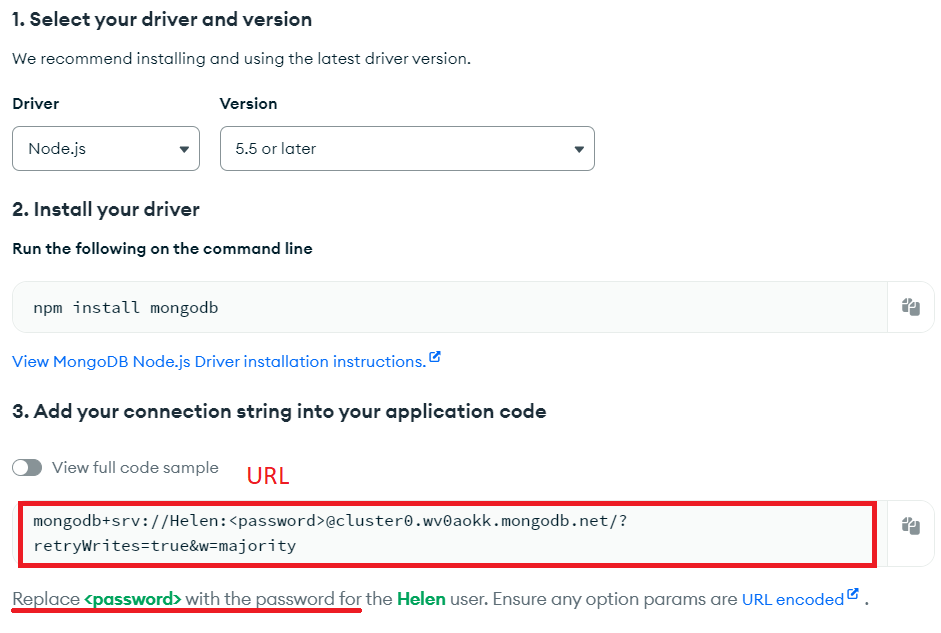 1. Select your driver and version
We recommend installing and using the latest driver version.
Driver Version
Node.js 5.5 or later
2. Install your driver
Run the following on the command line
npm install mongodb
View MongoDB Node.js Driver installation instructions.
3. Add your connection string into your application code
View full code sample URL
mongodb+srv://Helen:<password>@cluster0.wv0aokk.mongodb.net/?
retryWrites=true&w=majority
Replace <password> with the password for the Helen user. Ensure any option params are URL encoded .